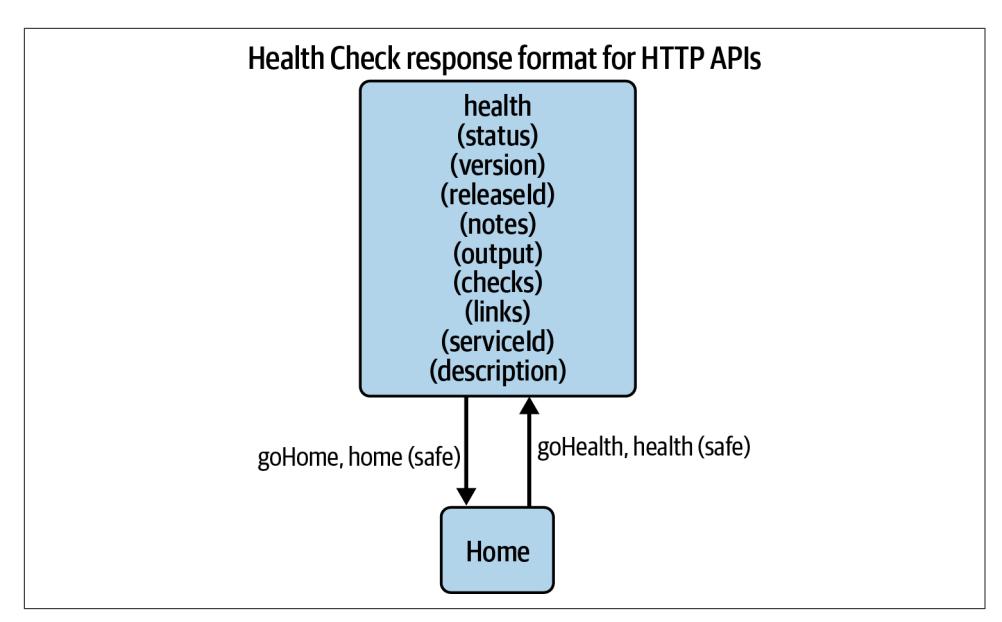 Health Check response format for HTTP APIs
health
(status)
(version)
(releaseId)
(notes)
(output)
(checks)
(links)
(serviceId)
(description)
goHome, home (safe)
goHealth, health (safe)
Home